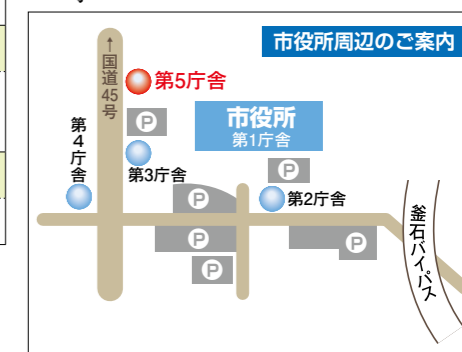 市役所周辺のご案内
↑国道45号
第5庁舎
P
市役所
第1庁舎
第4庁舎
第3庁舎
P
第2庁舎
P
P
P
P
釜石バイパス